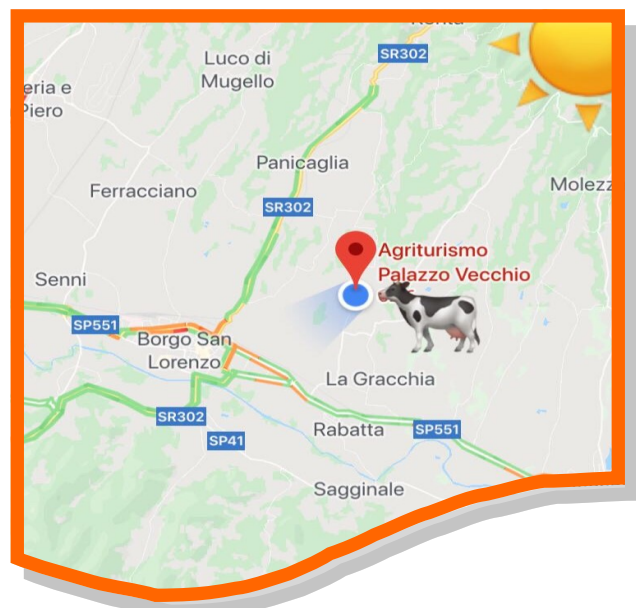 SR302
Luco di
Mugello
eria e
Piero
Panicaglia
Ferracciano
Molezz
SR302
Agriturismo
Palazzo Vecchio
Senni
SP551
Borgo San
Lorenzo
La Gracchia
SR302
Rabatta
SP551
SP41
Sagginale